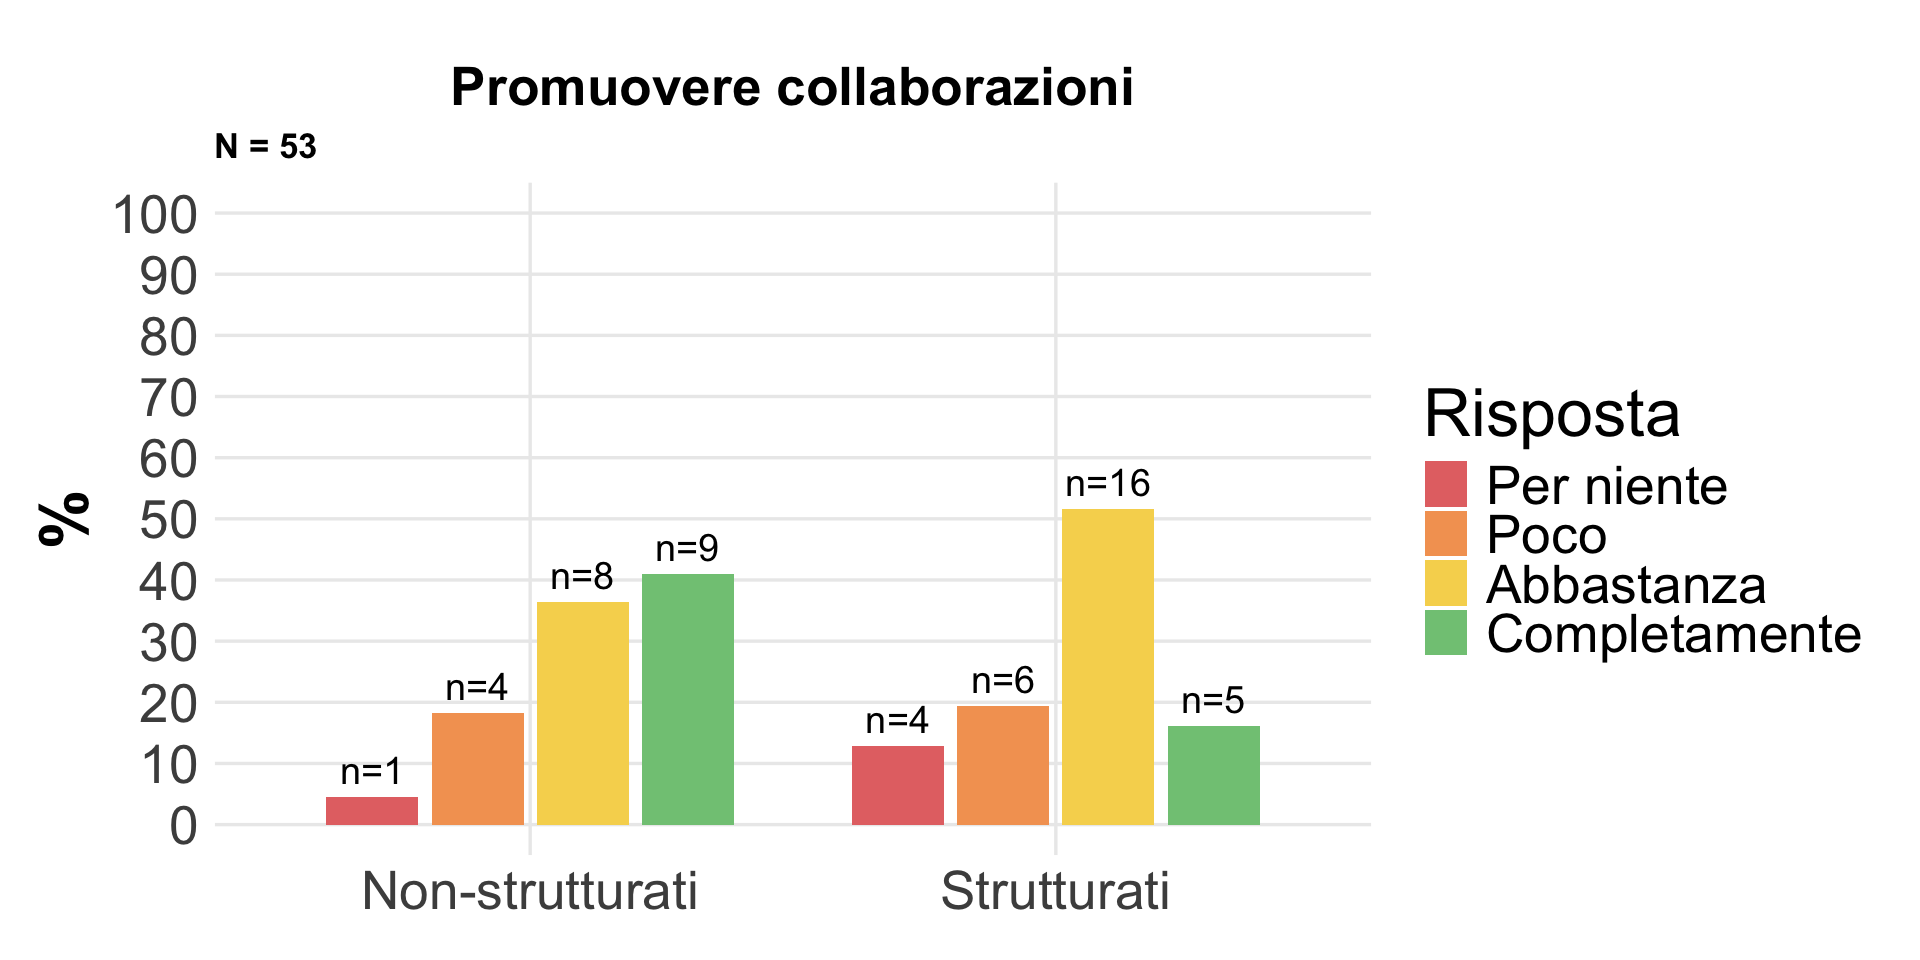 Promuovere collaborazioni
N = 53
100
90
80
70
60
50
40
30
20
10
0
%
n=1
n=4
n=8
n=9
n=4
n=6
n=16
n=5
Non-strutturati
Strutturati
Risposta
Per niente
Poco
Abbastanza
Completamente